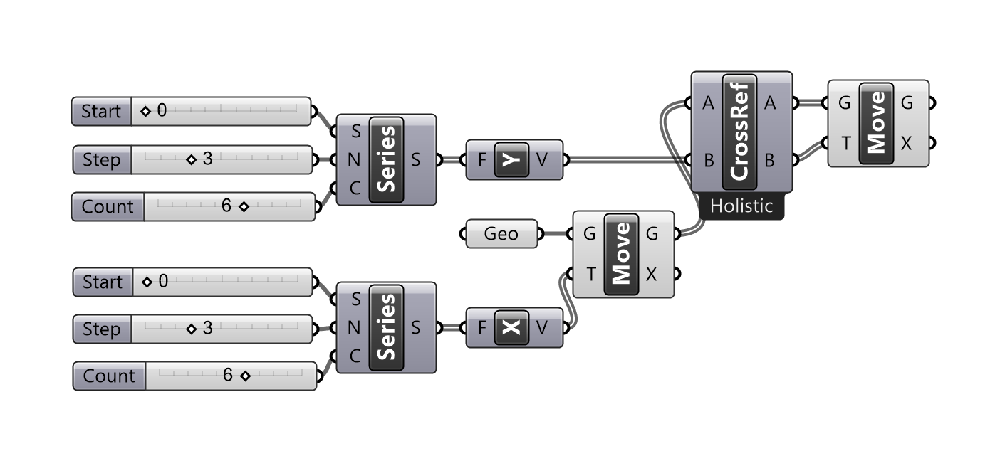 Start 0
Step 3
Count 6
S
N
C
Series
S
F
Y
V
A
B
CrossRef
A
B
Holistic
G
T
Move
G
X
Geo
G
T
Move
G
X
Start 0
Step 3
Count 6
S
N
C
Series
S
F
X
V